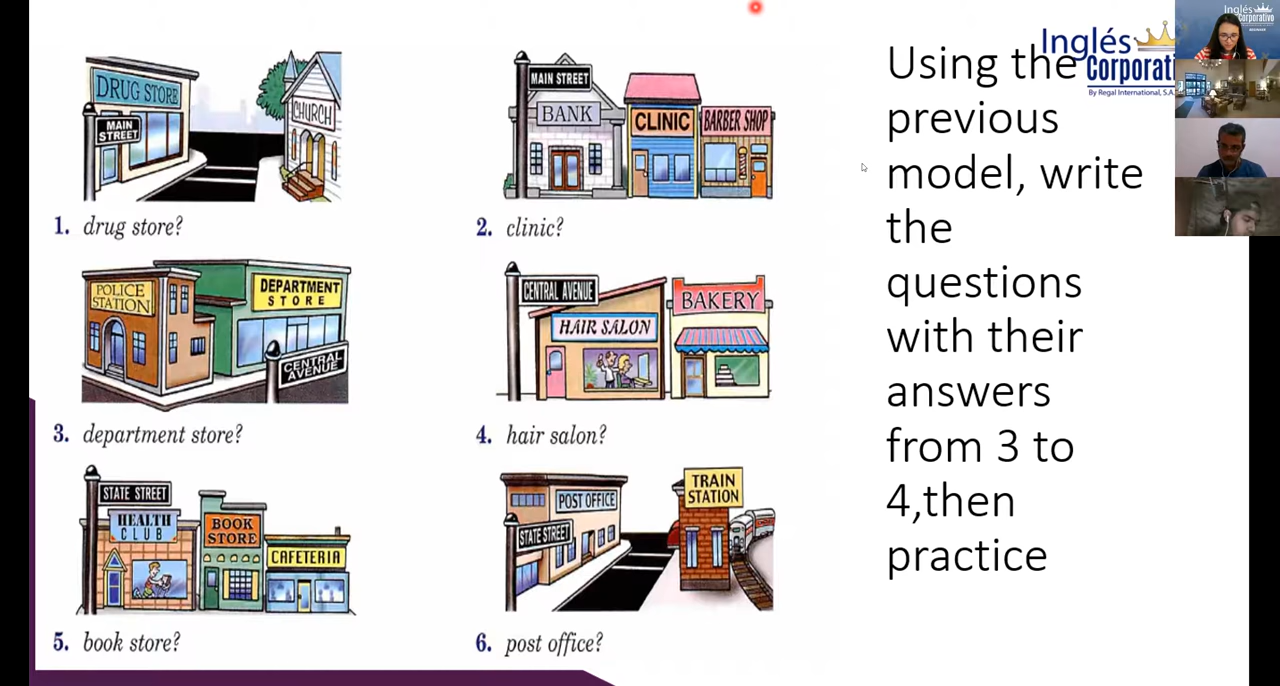 DRUG STORE
MAIN
STREET
CHURCH
1. drug store?
MAIN STREET
BANK
CLINIC
BARBER SHOP
2. clinic?
POLICE
STATION
DEPARTMENT
STORE
CENTRAL
AVENUE
3. department store?
CENTRAL AVENUE
HAIR SALON
BAKERY
4. hair salon?
STATE STREET
HEALTH
CLUB
BOOK
STORE
CAFETERIA
5. book store?
POST OFFICE
STATE STREET
TRAIN
STATION
6. post office?
Inglés
Corporati
By Regal International, S.A.
Using the
previous
model, write
the
questions
with their
answers
from 3 to
4,then
practice
Inglés
Corporativo